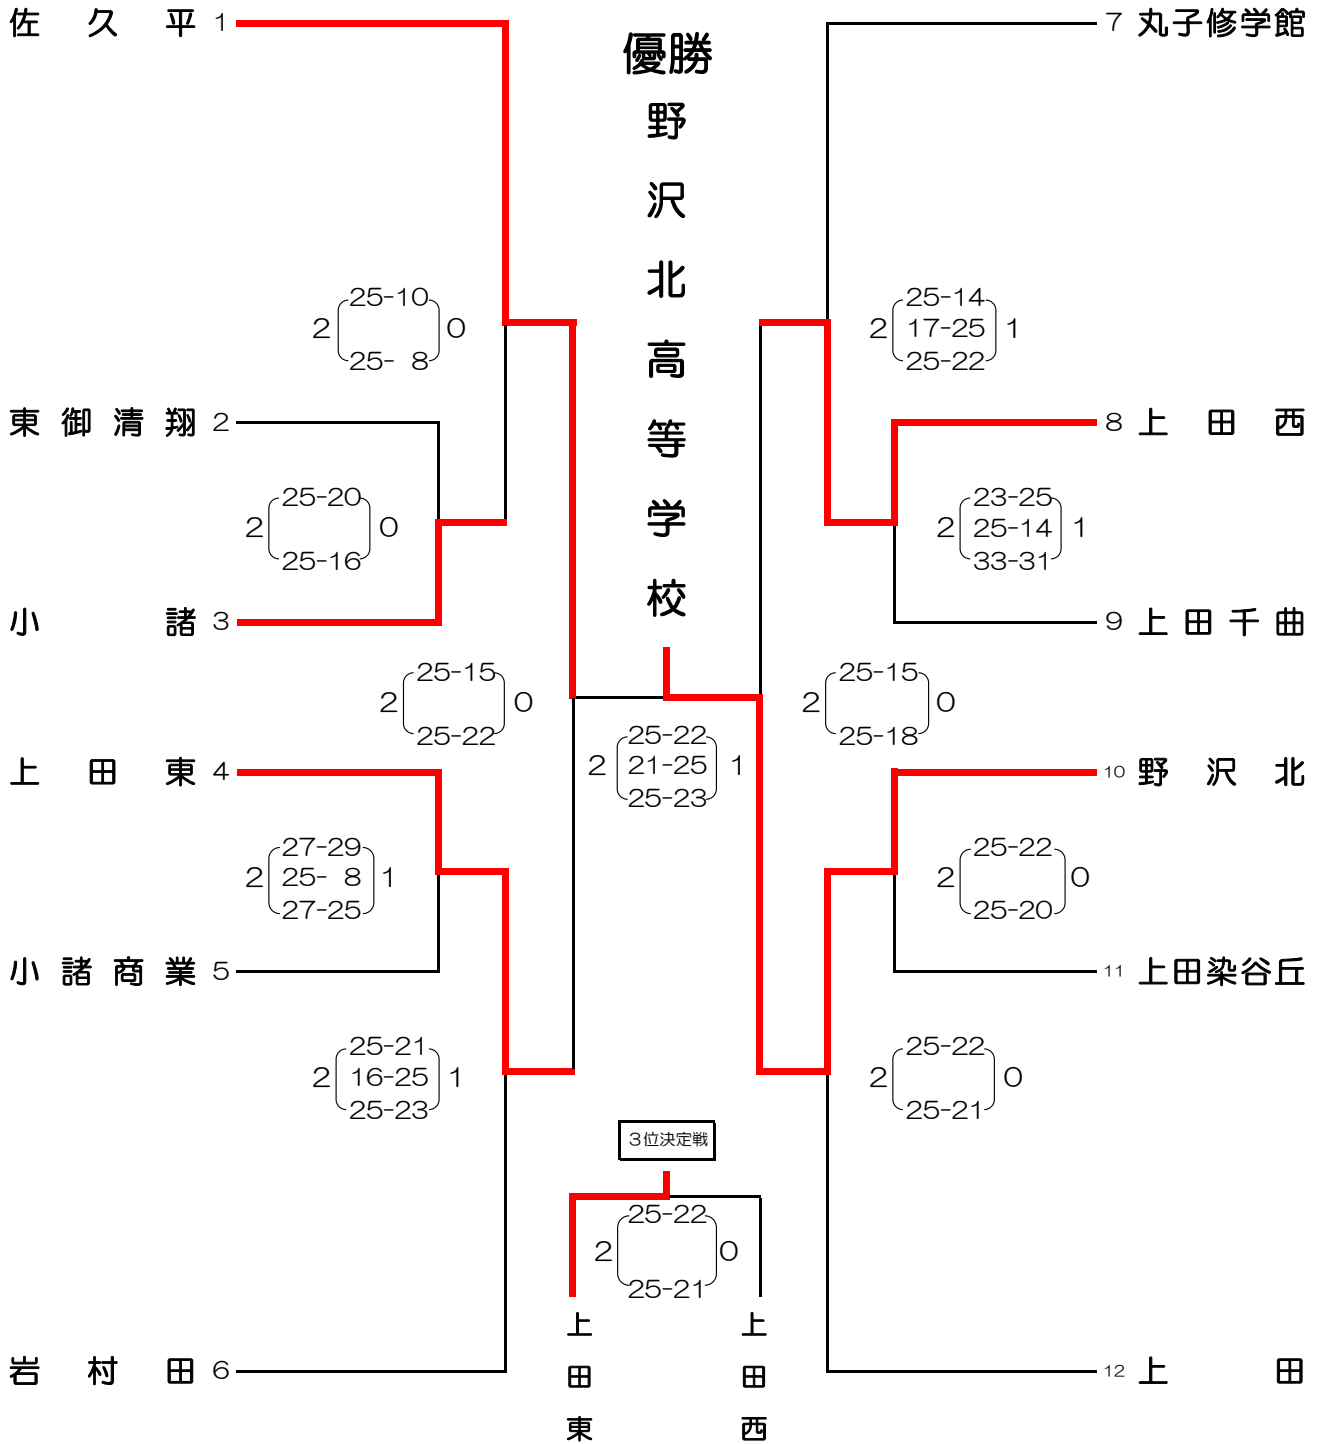 優勝
野沢北高等学校
佐久平 1
25-10
2 0
25- 8
東御清翔 2
25-20
2 0
25-16
小諸 3
25-15
2 0
25-22
上田東 4
27-29
2 25- 8 1
27-25
小諸商業 5
25-21
2 16-25 1
25-23
岩村田 6
25-22
2 21-25 1
25-23
7 丸子修学館
25-14
2 17-25 1
25-22
8 上田西
23-25
2 25-14 1
33-31
9 上田千曲
25-15
2 0
25-18
10 野沢北
25-22
2 0
25-20
11 上田染谷丘
25-22
2 0
25-21
12 上田
3位決定戦
25-22
2 0
25-21
上田東
上田西